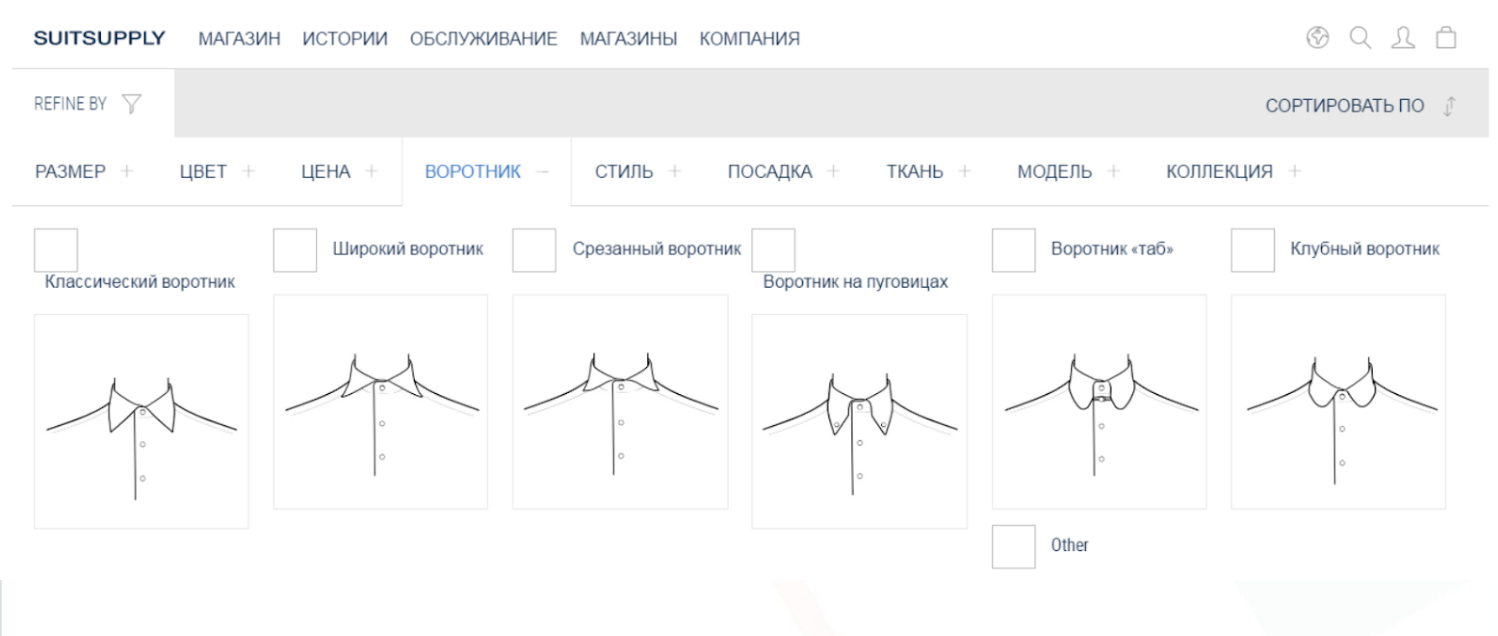 SUITSUPPLY МАГАЗИН ИСТОРИИ ОБСЛУЖИВАНИЕ МАГАЗИНЫ КОМПАНИЯ
REFINE BY СОРТИРОВАТЬ ПО
РАЗМЕР + ЦВЕТ + ЦЕНА + ВОРОТНИК — СТИЛЬ + ПОСАДКА + ТКАНЬ + МОДЕЛЬ + КОЛЛЕКЦИЯ +
Широкий воротник Срезанный воротник Воротник «таб» Клубный воротник
Классический воротник Воротник на пуговицах
Other